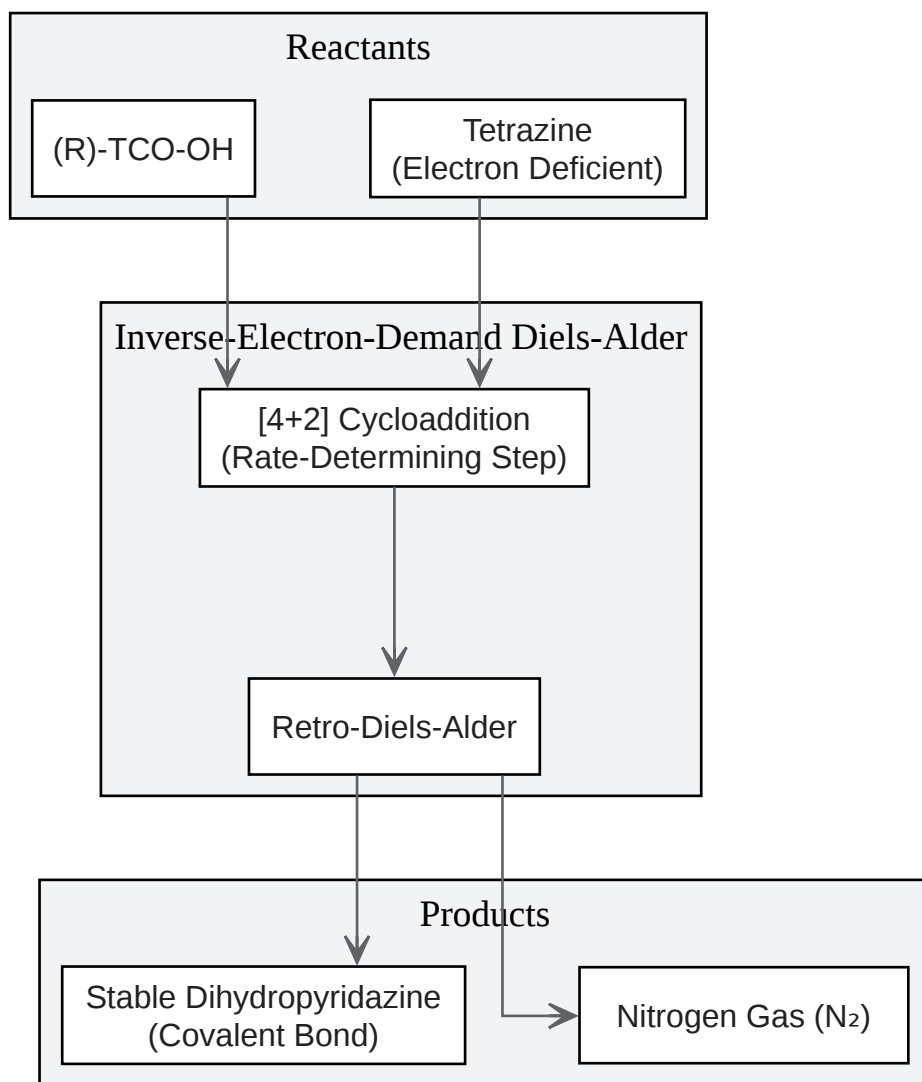 Reactants
(R)-TCO-OH
Tetrazine
(Electron Deficient)
Inverse-Electron-Demand Diels-Alder
[4+2] Cycloaddition
(Rate-Determining Step)
Retro-Diels-Alder
Products
Stable Dihydropyridazine
(Covalent Bond)
Nitrogen Gas (N₂)